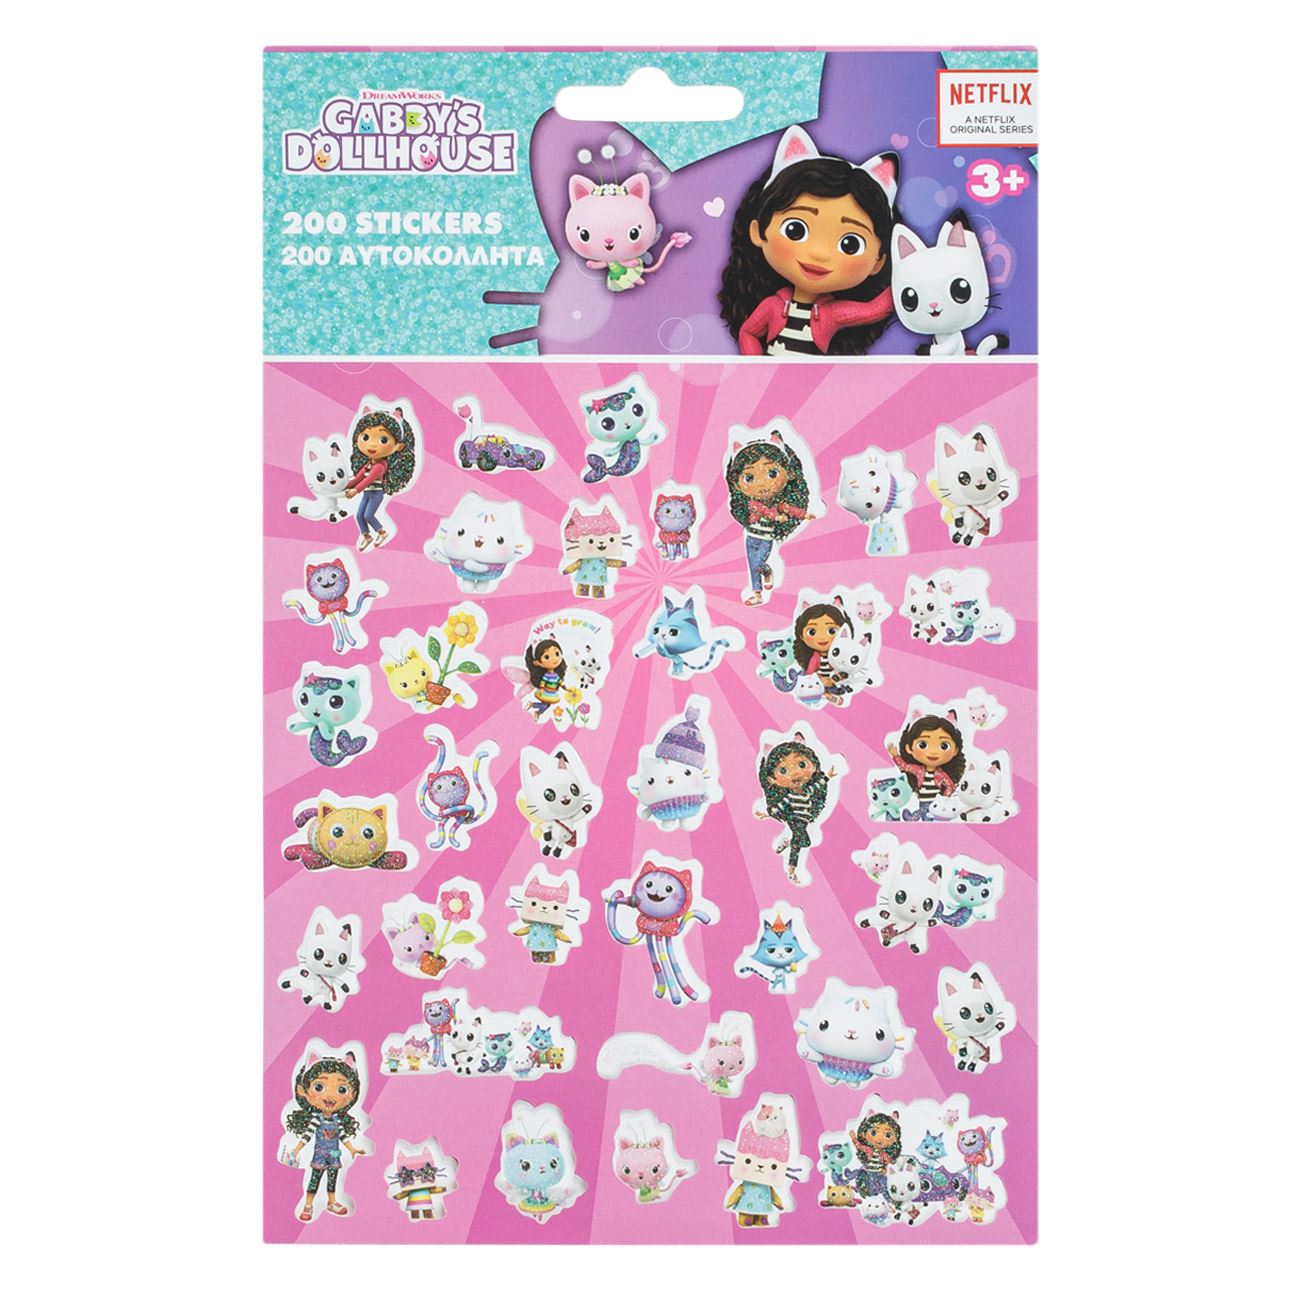 DREAMWORKS
GABBY'S
DOLLHOUSE
200 STICKERS
200 ΑΥΤΟΚΟΛΛΗΤΑ
NETFLIX
A NETFLIX
ORIGINAL SERIES
3+
Way to grow!